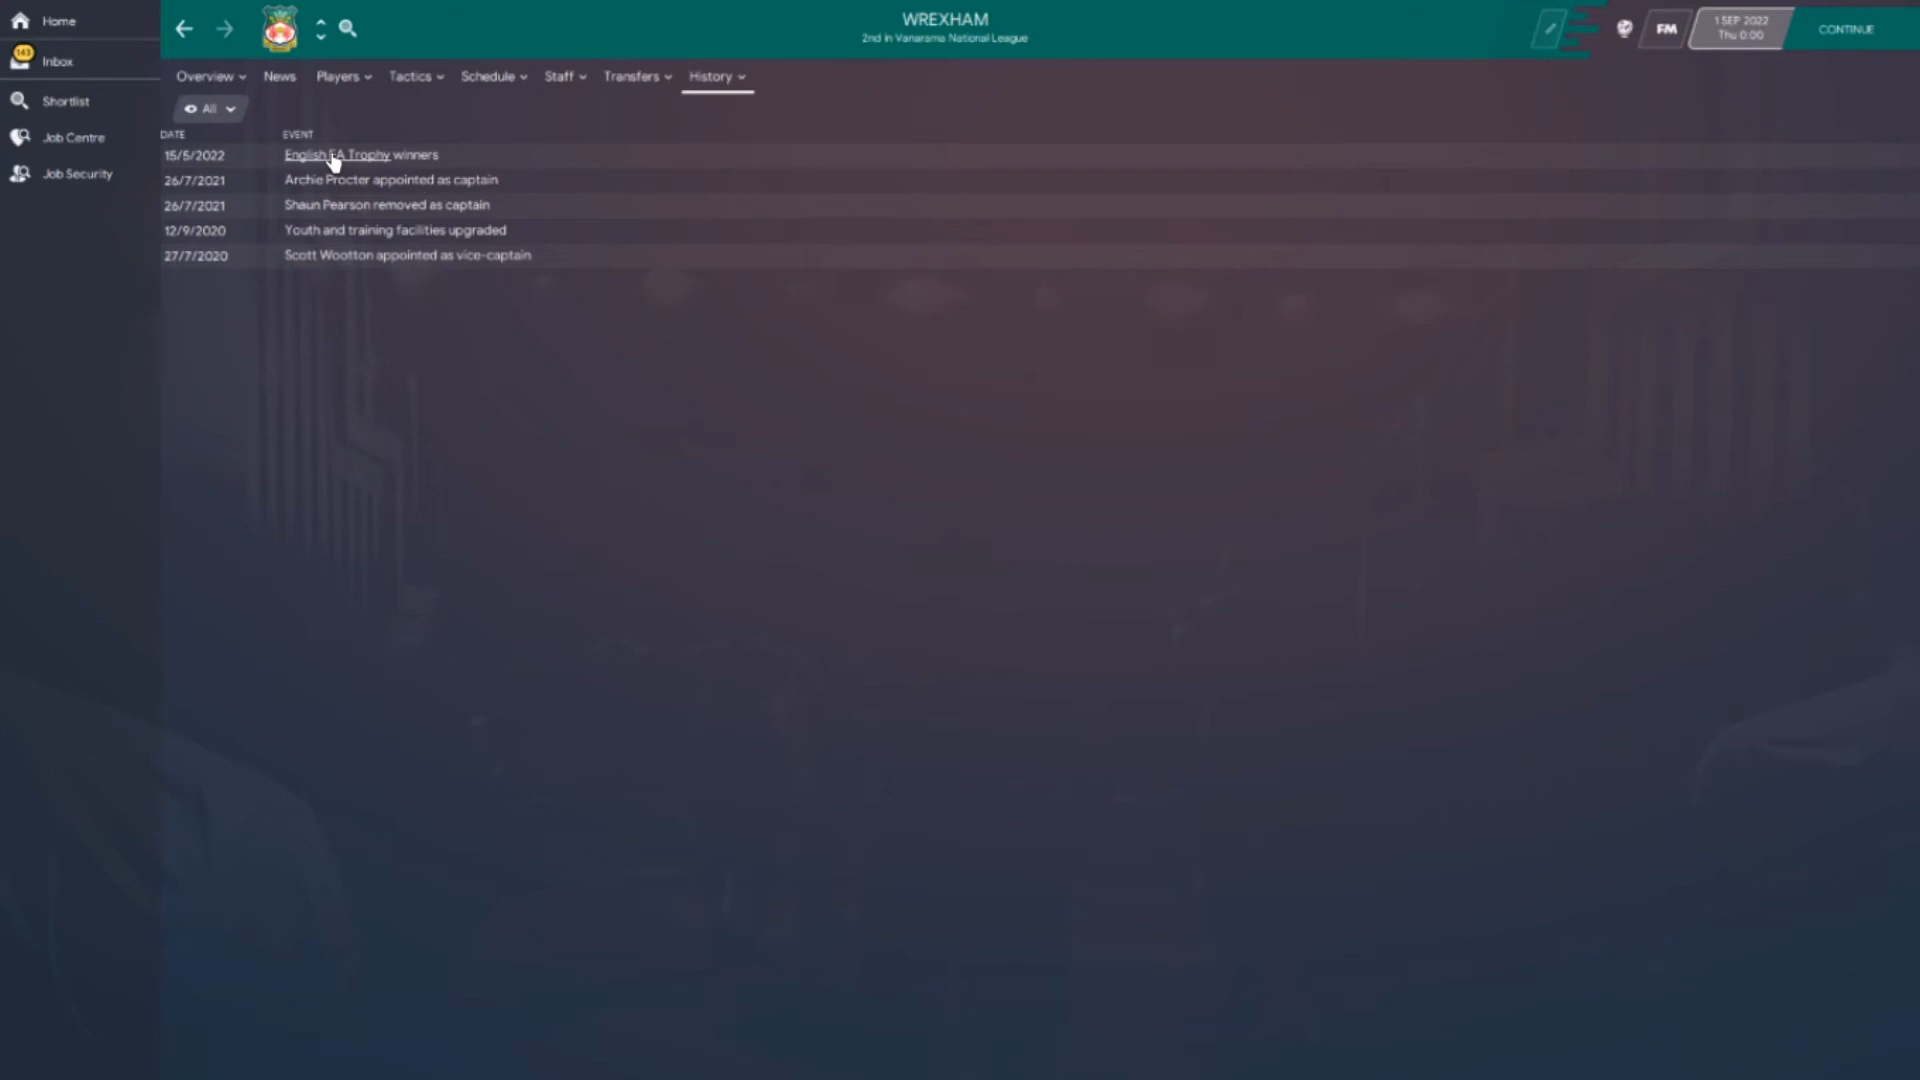 Home
143
Inbox
Shortlist
Job Centre
Job Security
WREXHAM
2nd in Vanarama National League
FM
1 SEP 2022
Thu 0:00
CONTINUE
Overview News Players Tactics Schedule Staff Transfers History
All
DATE EVENT
15/5/2022 English FA Trophy winners
26/7/2021 Archie Procter appointed as captain
26/7/2021 Shaun Pearson removed as captain
12/9/2020 Youth and training facilities upgraded
27/7/2020 Scott Wootton appointed as vice-captain